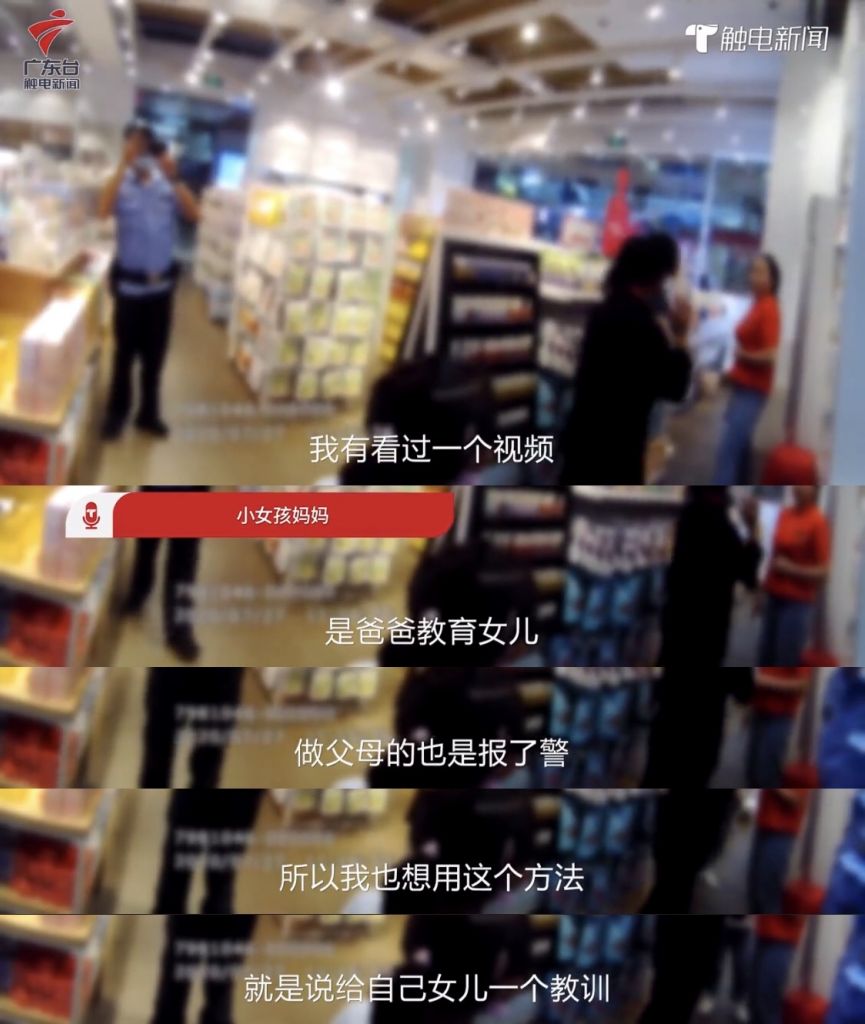 广东台
触电新闻
触电新闻
我有看过一个视频
小女孩妈妈
是爸爸教育女儿
做父母的也是报了警
所以我也想用这个方法
就是说给自己女儿一个教训